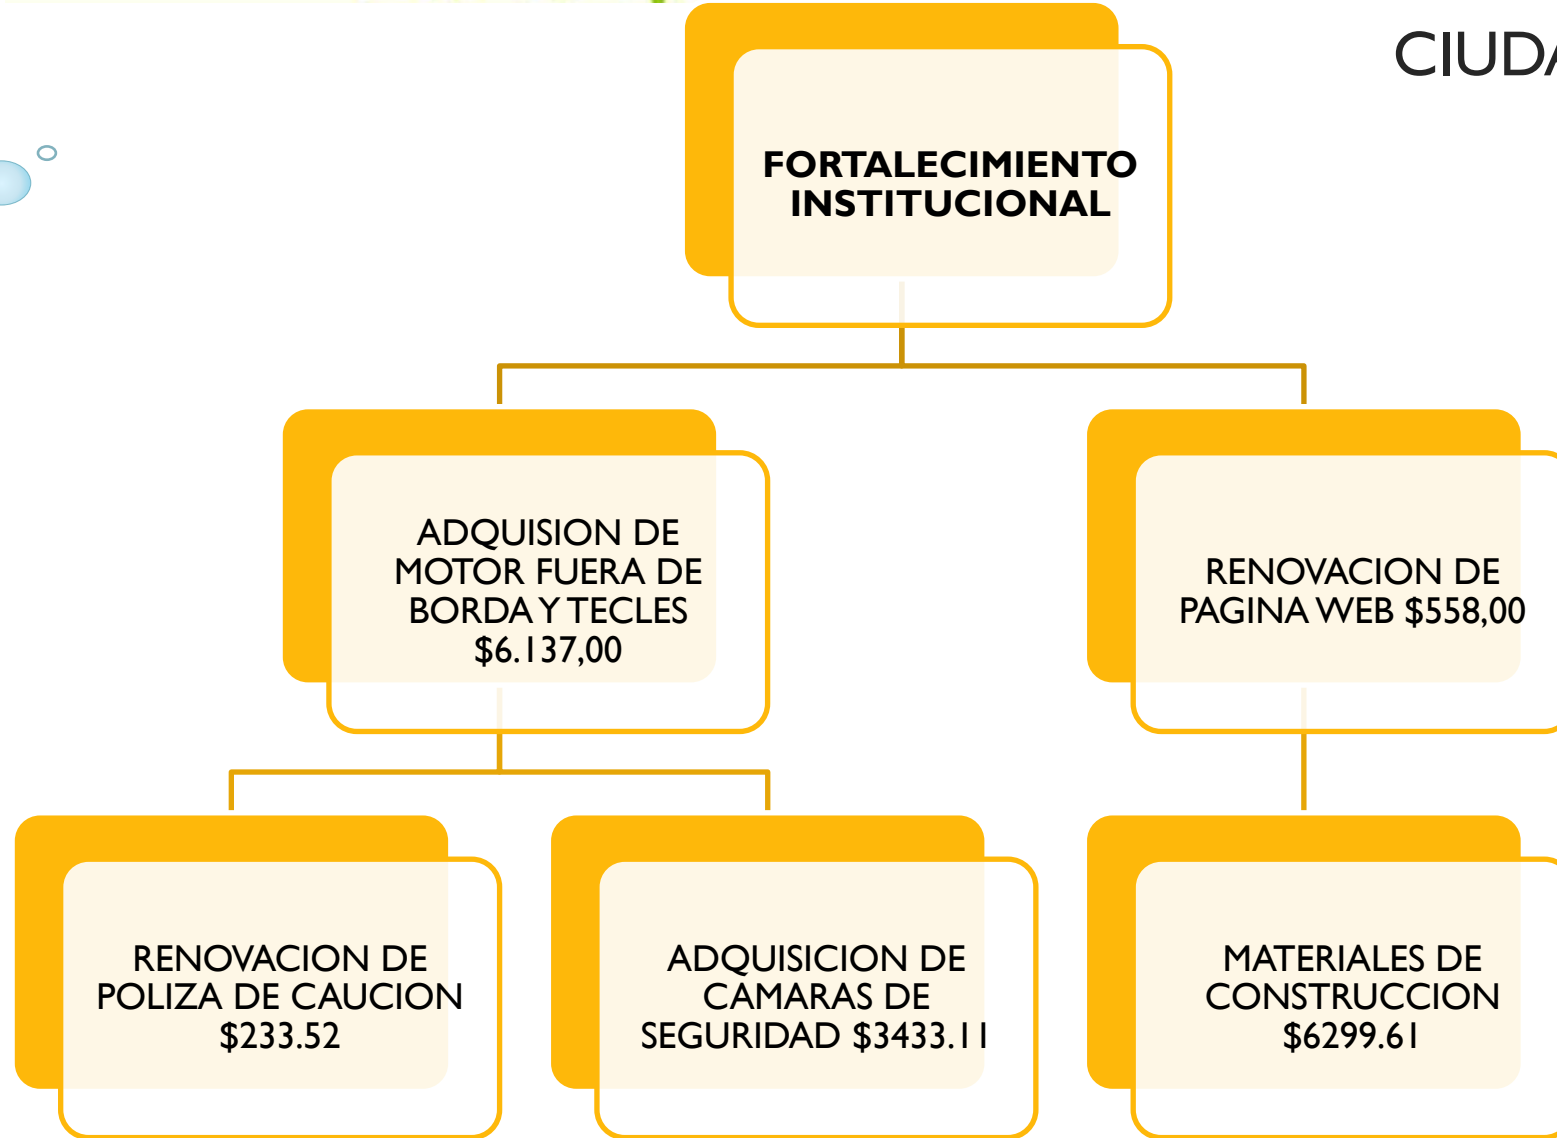 CIUDA
FORTALECIMIENTO
INSTITUCIONAL
ADQUISION DE
MOTOR FUERA DE
BORDA Y TECLES
$6.137,00
RENOVACION DE
PAGINA WEB $558,00
RENOVACION DE
POLIZA DE CAUCION
$233.52
ADQUISICION DE
CAMARAS DE
SEGURIDAD $3433.11
MATERIALES DE
CONSTRUCCION
$6299.61